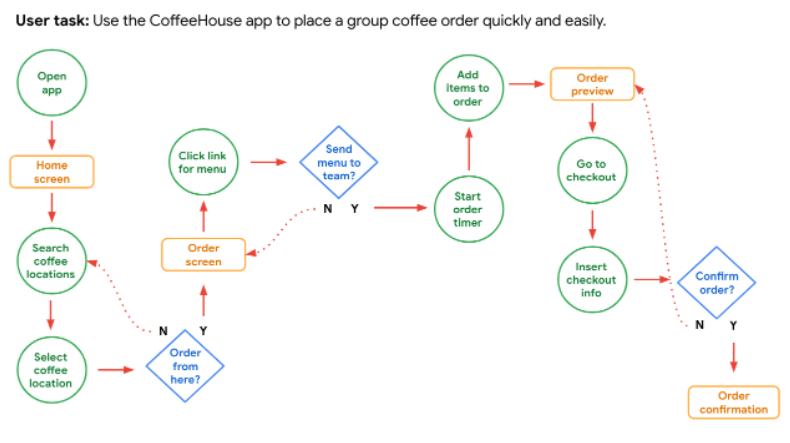 User task: Use the CoffeeHouse app to place a group coffee order quickly and easily.
Open
app
Home
screen
Search
coffee
locations
Select
coffee
location
N Y
Order
from
here?
Order
screen
Click link
for menu
Send
menu to
team?
N Y
Start
order
timer
Add
items to
order
Order
preview
Go to
checkout
Insert
checkout
info
Confirm
order?
N Y
Order
confirmation